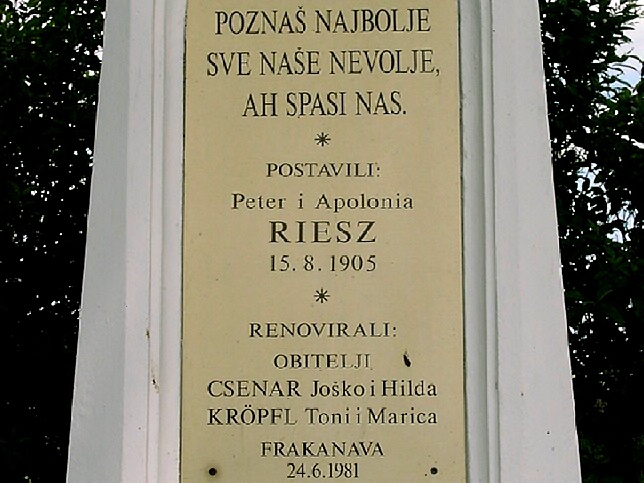 POZNAŠ NAJBOLJE
SVE NAŠE NEVOLJE,
AH SPASI NAS.
*
POSTAVILI:
Peter i Apolonia
RIESZ
15. 8. 1905
*
RENOVIRALI:
OBITELJI
CSENAR Joško i Hilda
KRÖPFL Toni i Marica
FRAKANAVA
24.6.1981